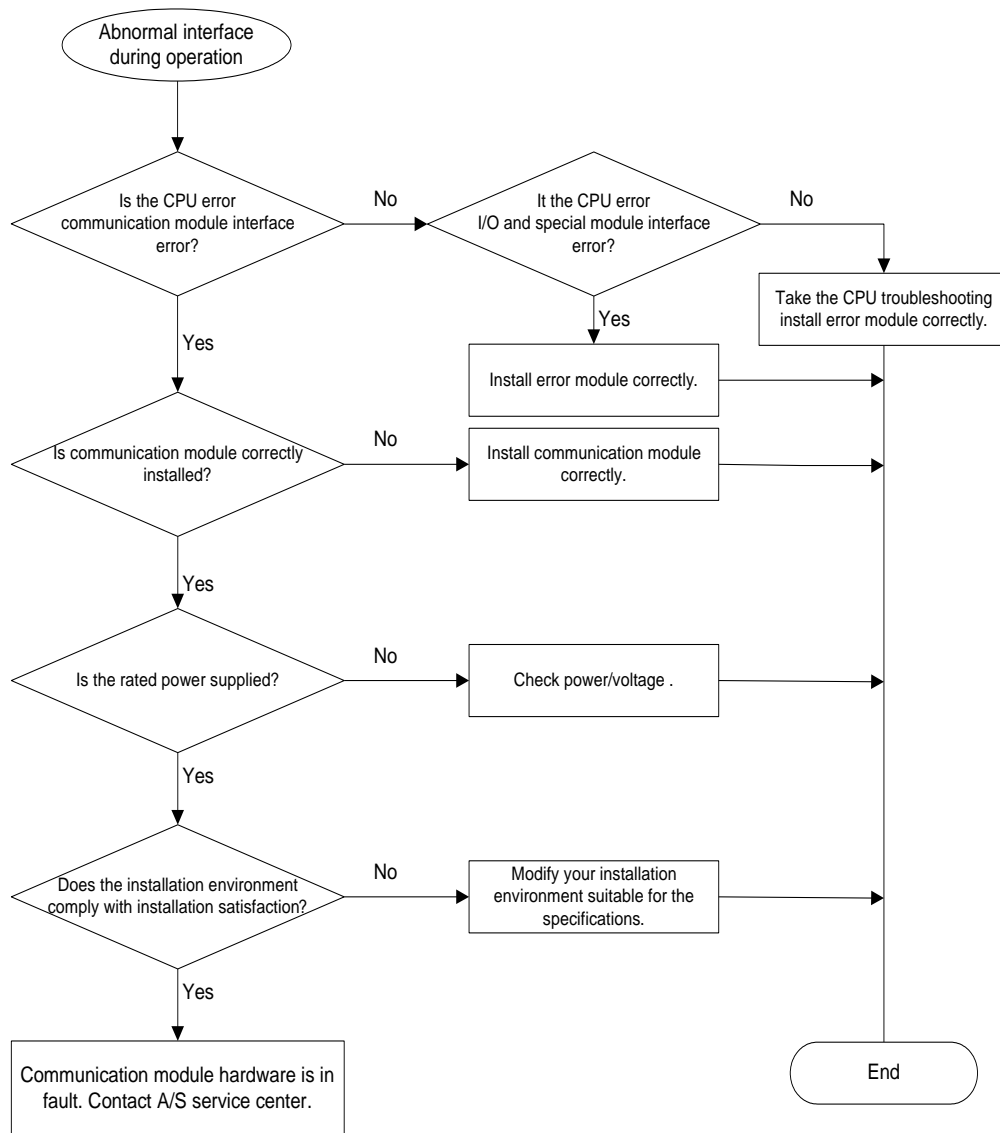 Abnormal interface
during operation
Is the CPU error
communication module interface
error?
No
It the CPU error
I/O and special module interface
error?
No
Take the CPU troubleshooting
install error module correctly.
Yes
Yes
Install error module correctly.
Is communication module correctly
installed?
No
Install communication module
correctly.
Yes
Is the rated power supplied?
No
Check power/voltage .
Yes
Does the installation environment
comply with installation satisfaction?
No
Modify your installation
environment suitable for the
specifications.
Yes
Communication module hardware is in
fault. Contact A/S service center.
End